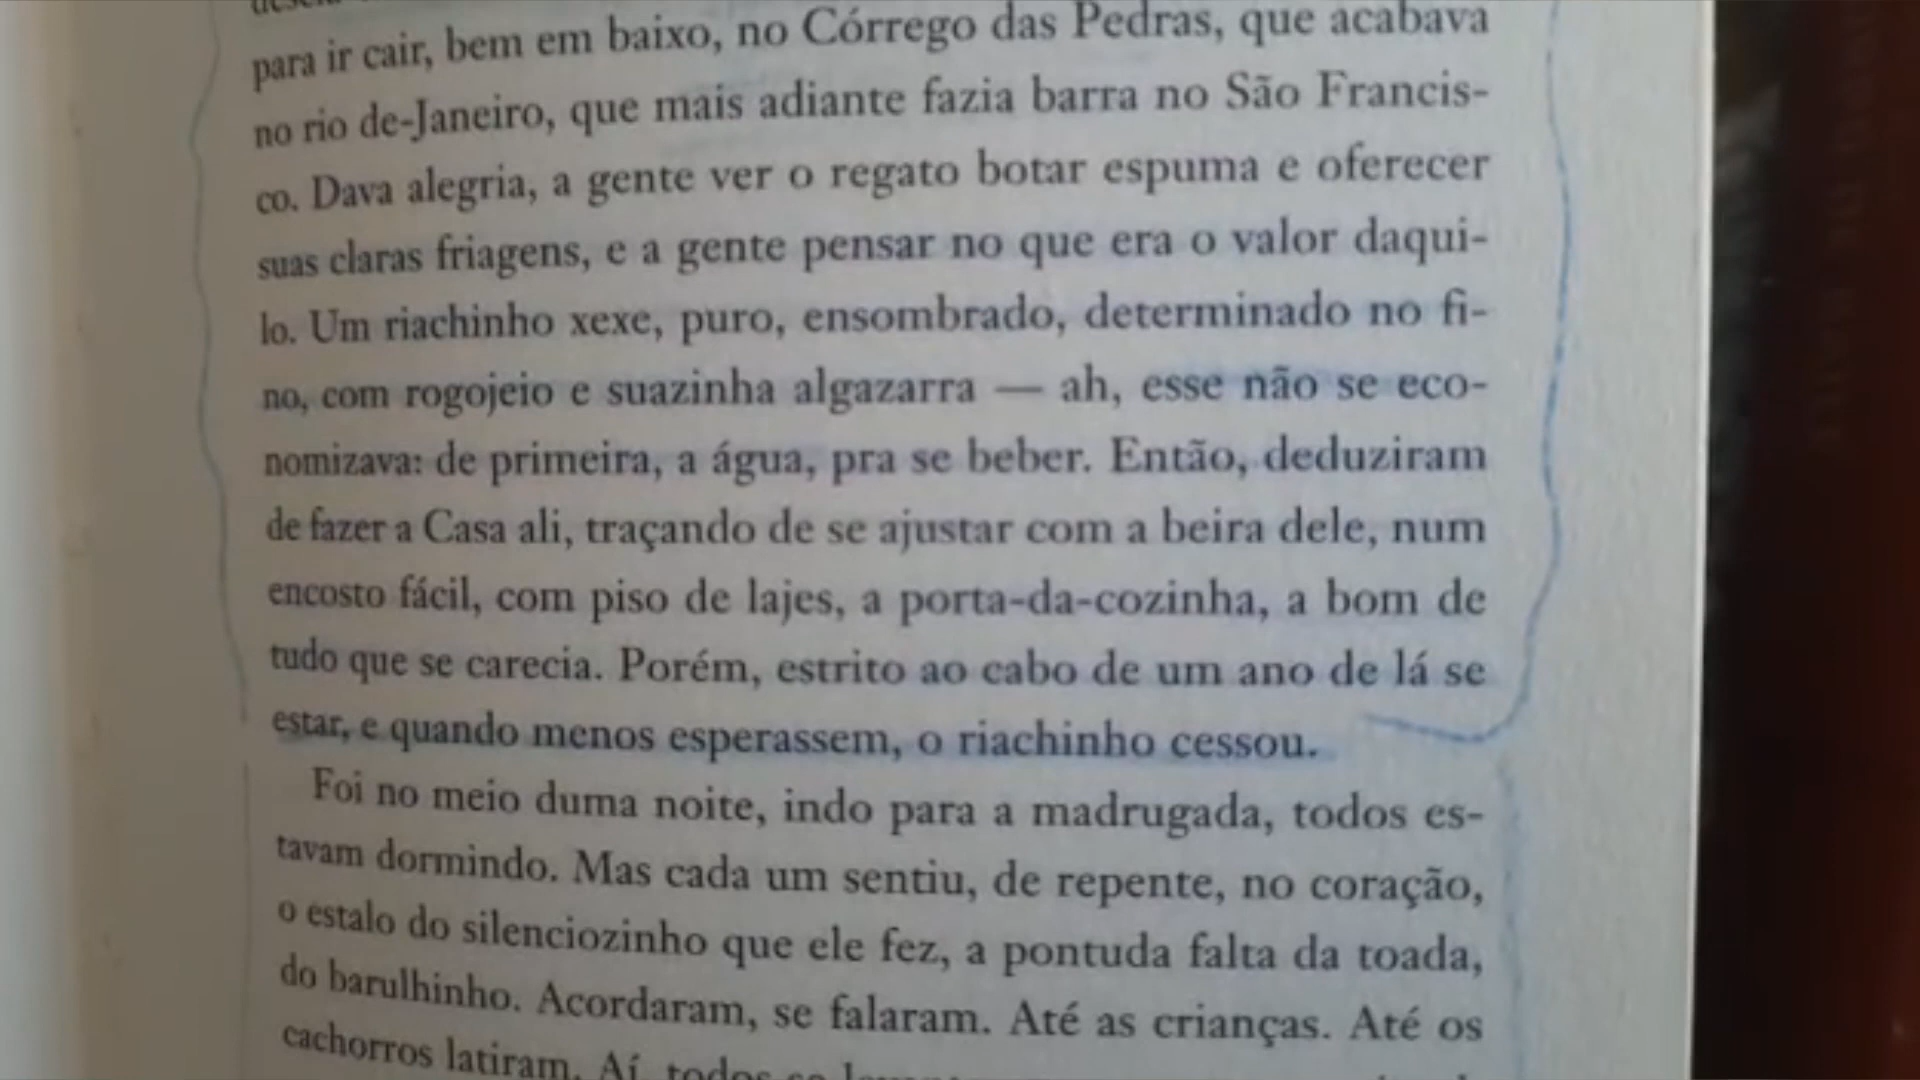 para ir cair, bem em baixo, no Córrego das Pedras, que acabava
no rio de-Janeiro, que mais adiante fazia barra no São Francis-
co. Dava alegria, a gente ver o regato botar espuma e oferecer
suas claras friagens, e a gente pensar no que era o valor daqui-
lo. Um riachinho xexe, puro, ensombrado, determinado no fi-
no, com rogojeio e suazinha algazarra — ah, esse não se eco-
nomizava: de primeira, a água, pra se beber. Então, deduziram
de fazer a Casa ali, traçando de se ajustar com a beira dele, num
encosto fácil, com piso de lajes, a porta-da-cozinha, a bom de
tudo que se carecia. Porém, estrito ao cabo de um ano de lá se
estar, e quando menos esperassem, o riachinho cessou.
Foi no meio duma noite, indo para a madrugada, todos es-
tavam dormindo. Mas cada um sentiu, de repente, no coração,
o estalo do silenciozinho que ele fez, a pontuda falta da toada,
do barulhinho. Acordaram, se falaram. Até as crianças. Até os
cachorros latiram. Aí, todos se